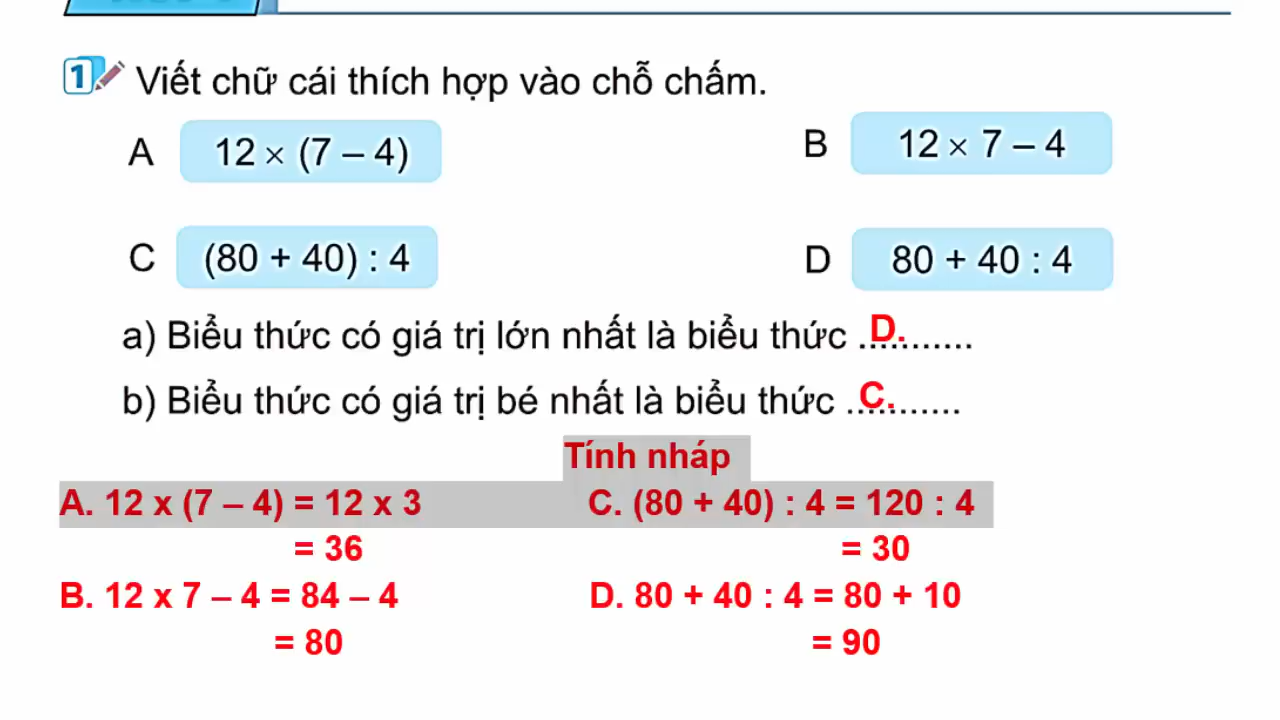 1 Viết chữ cái thích hợp vào chỗ chấm.
A 12 × (7 – 4) B 12 × 7 – 4
C (80 + 40) : 4 D 80 + 40 : 4
a) Biểu thức có giá trị lớn nhất là biểu thức .D...........
b) Biểu thức có giá trị bé nhất là biểu thức .C...........
Tính nháp
A. 12 x (7 – 4) = 12 x 3 C. (80 + 40) : 4 = 120 : 4
= 36 = 30
B. 12 x 7 – 4 = 84 – 4 D. 80 + 40 : 4 = 80 + 10
= 80 = 90